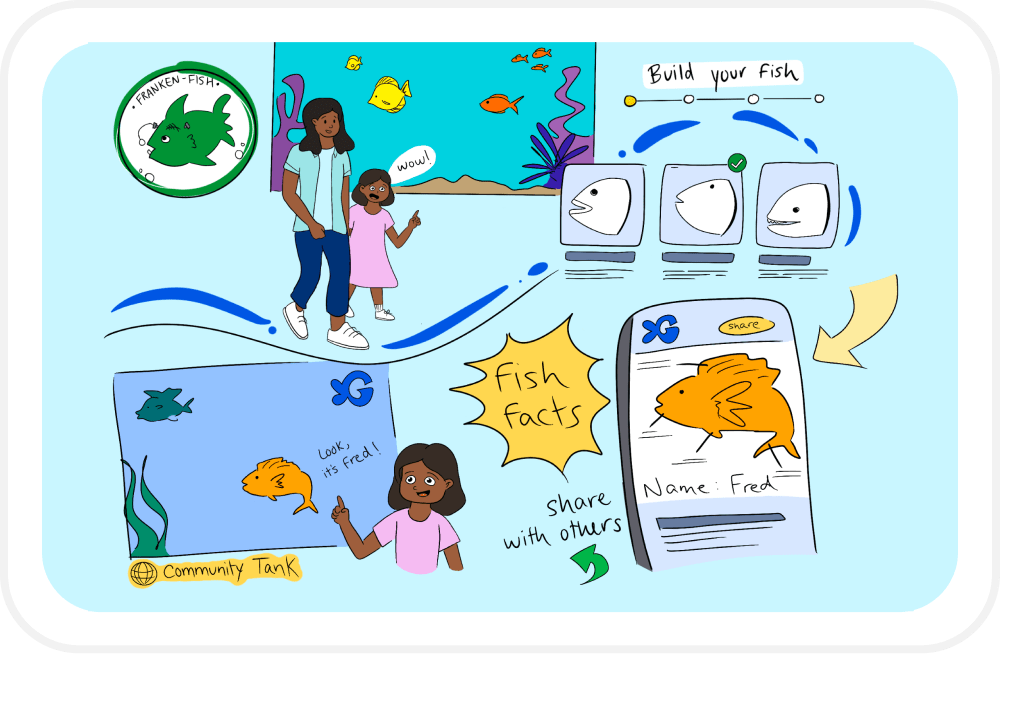 • FRANKEN-FISH •
wow!
Build your fish
share
Fish
Facts
Look,
it's Fred!
Name: Fred
share
with others
Community Tank